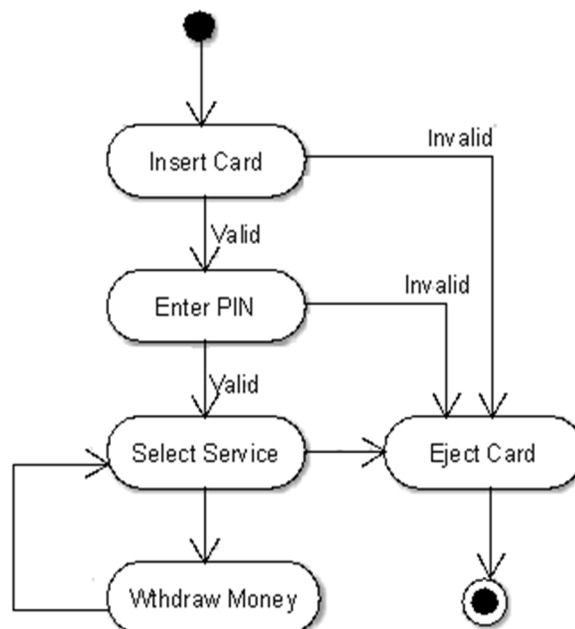 Insert Card
Invalid
Valid
Enter PIN
Invalid
Valid
Select Service
Eject Card
Wthdraw Money